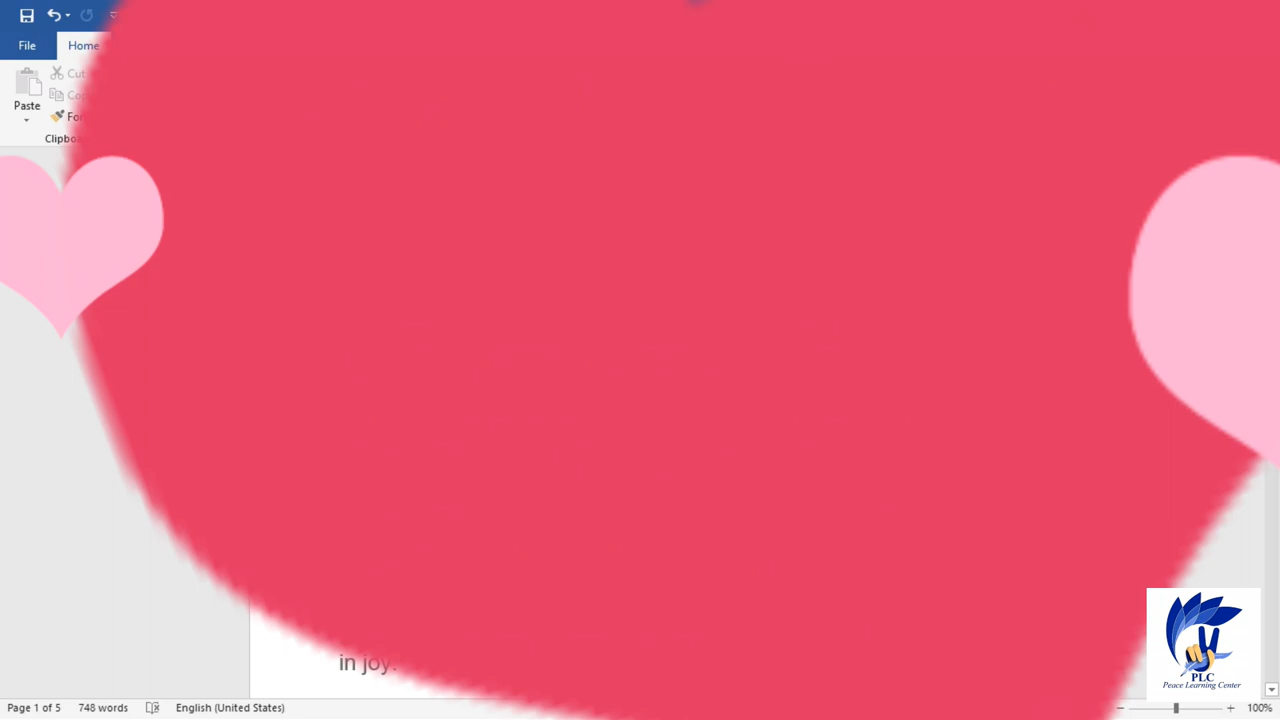 File Home
Cut
Paste
in joy.
PLC
Peace Learning Center
Page 1 of 5 748 words English (United States) 100%